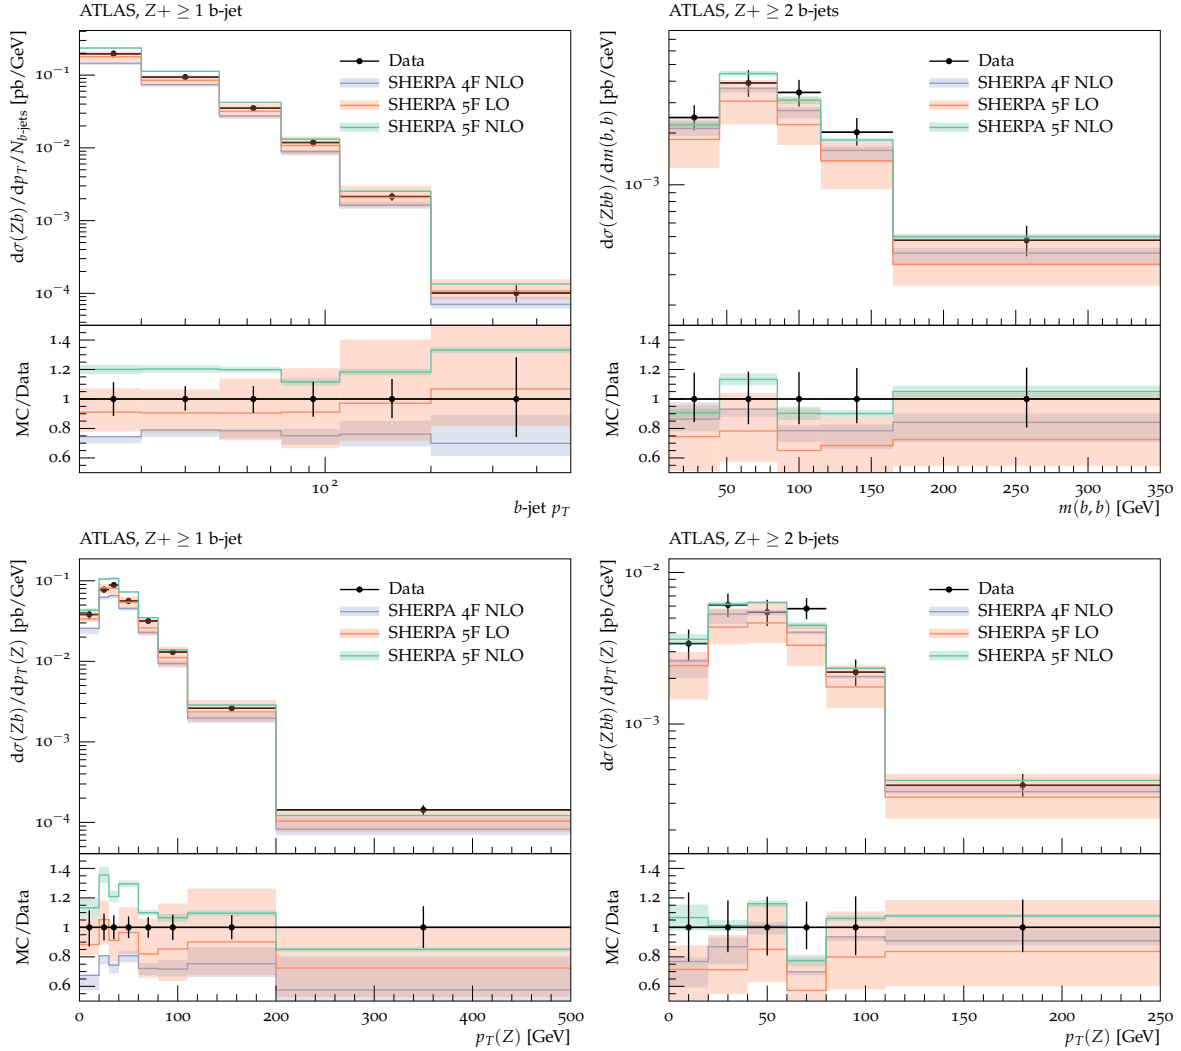 ATLAS, Z+ ≥ 1 b-jet
dσ(Zb)/dp_T/N_b-jets [pb/GeV]
10⁻¹
10⁻²
10⁻³
10⁻⁴
Data
SHERPA 4F NLO
SHERPA 5F LO
SHERPA 5F NLO
MC/Data
1.4
1.2
1
0.8
0.6
10²
b-jet p_T
ATLAS, Z+ ≥ 2 b-jets
dσ(Zbb)/dm(b, b) [pb/GeV]
10⁻³
Data
SHERPA 4F NLO
SHERPA 5F LO
SHERPA 5F NLO
MC/Data
1.4
1.2
1
0.8
0.6
50 100 150 200 250 300 350
m(b, b) [GeV]
ATLAS, Z+ ≥ 1 b-jet
dσ(Zb)/dp_T(Z) [pb/GeV]
10⁻¹
10⁻²
10⁻³
10⁻⁴
Data
SHERPA 4F NLO
SHERPA 5F LO
SHERPA 5F NLO
MC/Data
1.4
1.2
1
0.8
0.6
0 100 200 300 400 500
p_T(Z) [GeV]
ATLAS, Z+ ≥ 2 b-jets
dσ(Zbb)/dp_T(Z) [pb/GeV]
10⁻²
10⁻³
Data
SHERPA 4F NLO
SHERPA 5F LO
SHERPA 5F NLO
MC/Data
1.4
1.2
1
0.8
0.6
0 50 100 150 200 250
p_T(Z) [GeV]